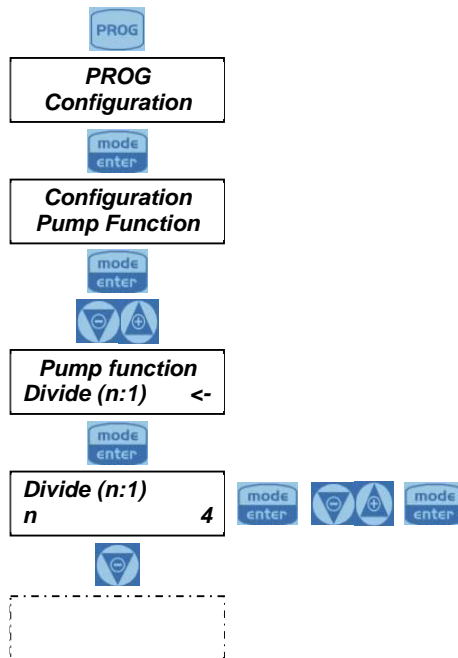 PROG
PROG
Configuration
mode
enter
Configuration
Pump Function
mode
enter
Pump function
Divide (n:1) <-
mode
enter
Divide (n:1)
n 4
mode
enter
mode
enter